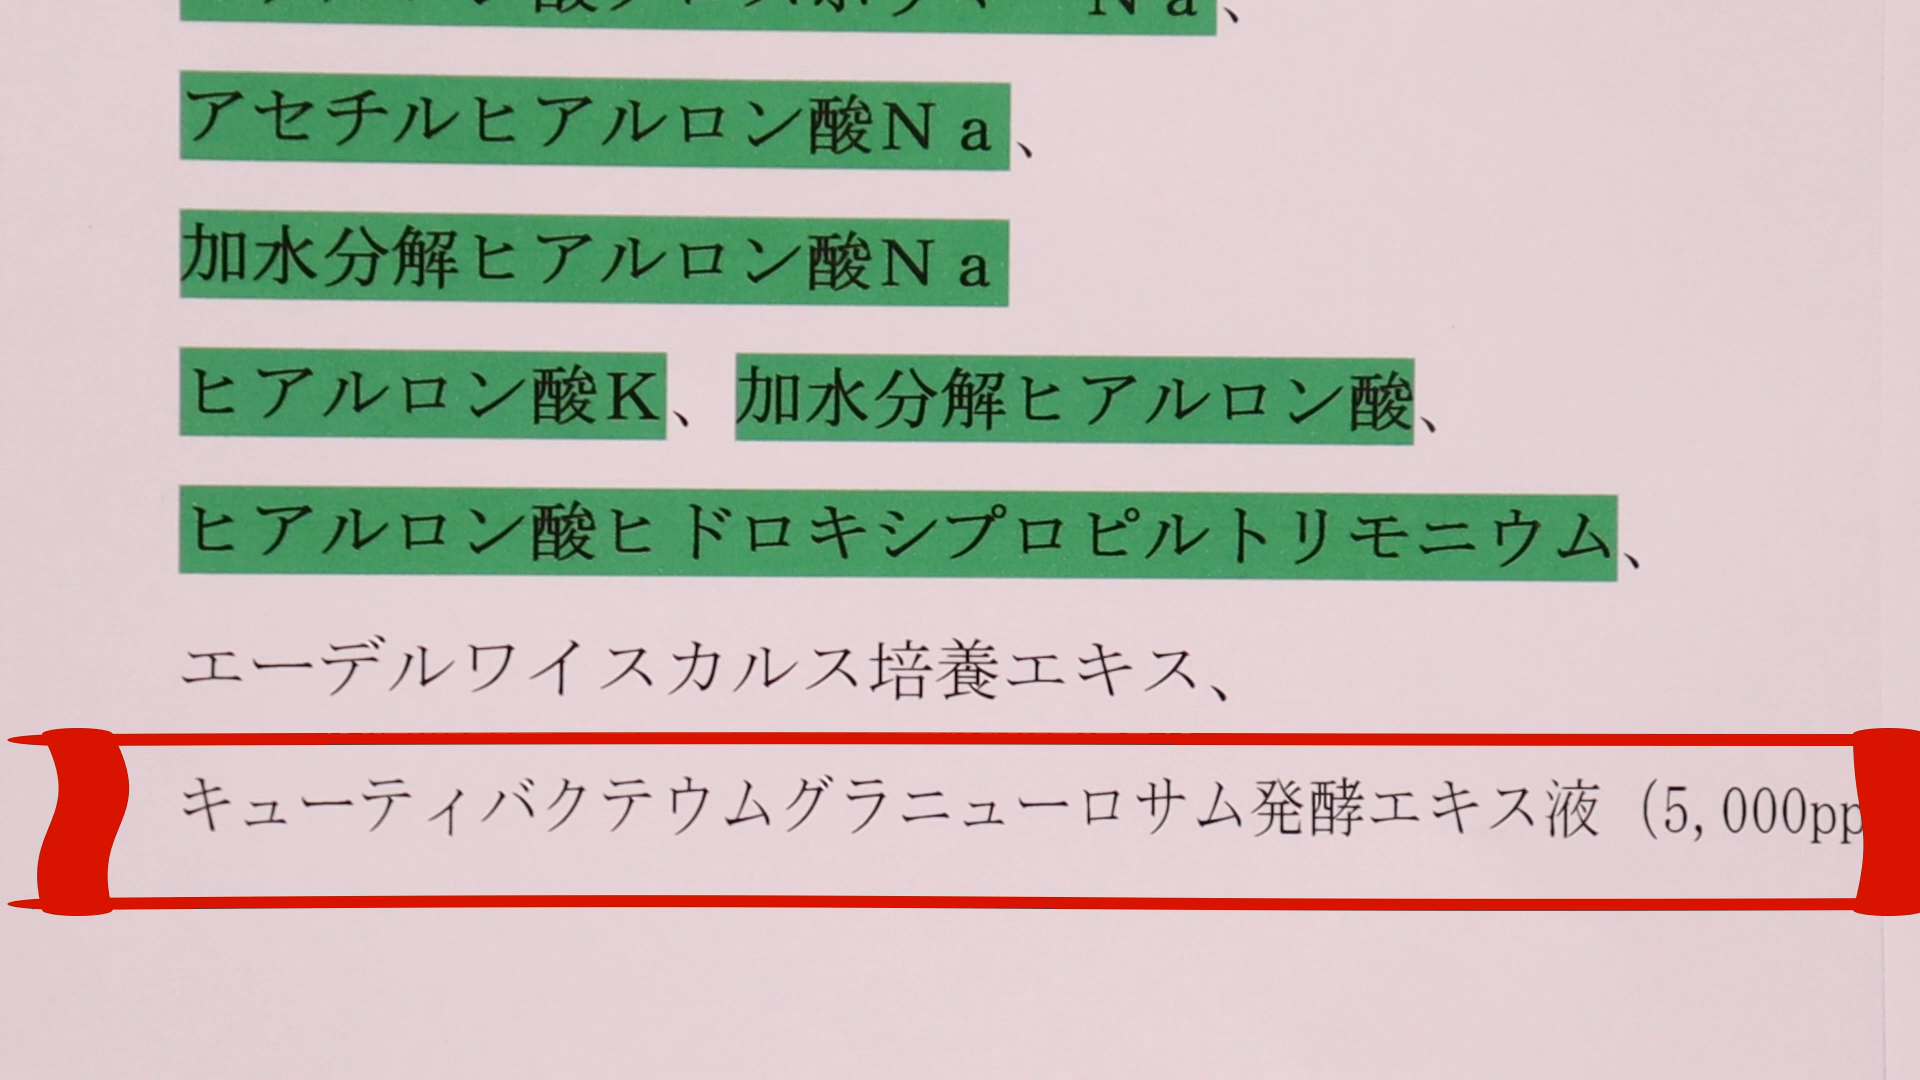 アセチルヒアルロン酸Ｎａ、
加水分解ヒアルロン酸Ｎａ
ヒアルロン酸K、加水分解ヒアルロン酸、
ヒアルロン酸ヒドロキシプロピルトリモニウム、
エーデルワイスカルス培養エキス、
キューティバクテウムグラニューロサム発酵エキス液（5,000pp